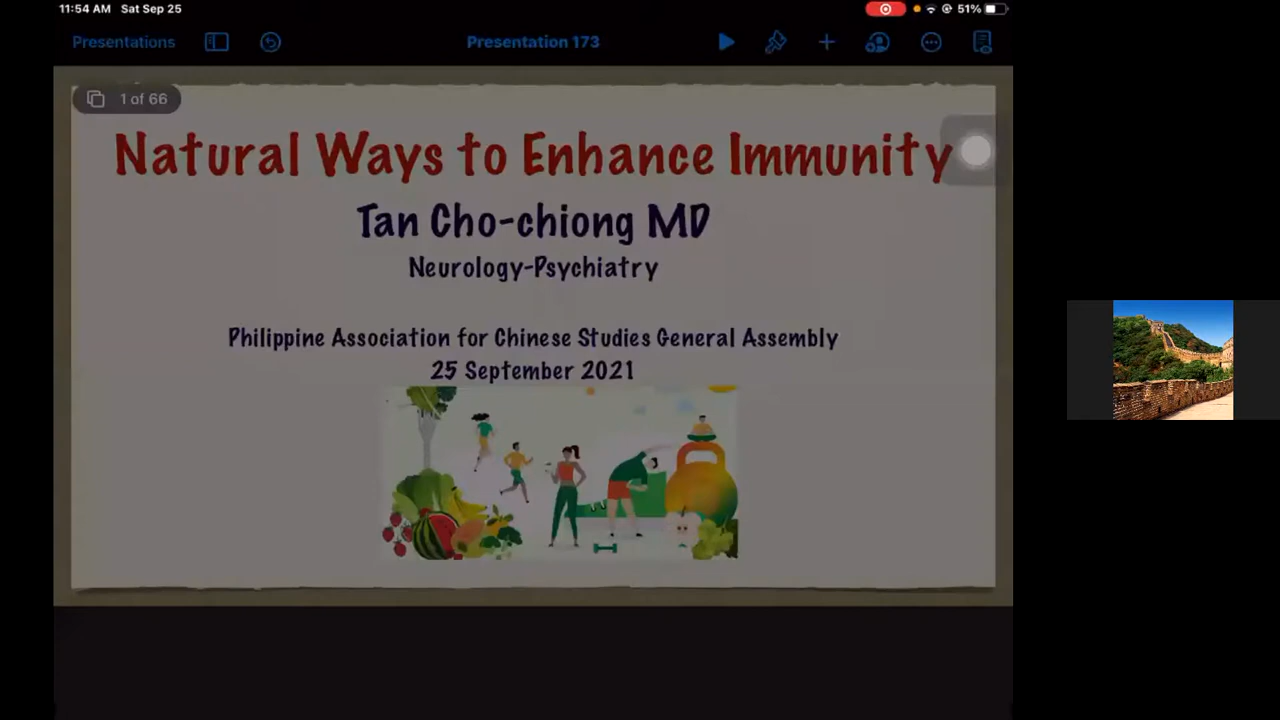 11:54 AM Sat Sep 25
51%
Presentations
Presentation 173
1 of 66
Natural Ways to Enhance Immunity
Tan Cho-chiong MD
Neurology-Psychiatry
Philippine Association for Chinese Studies General Assembly
25 September 2021